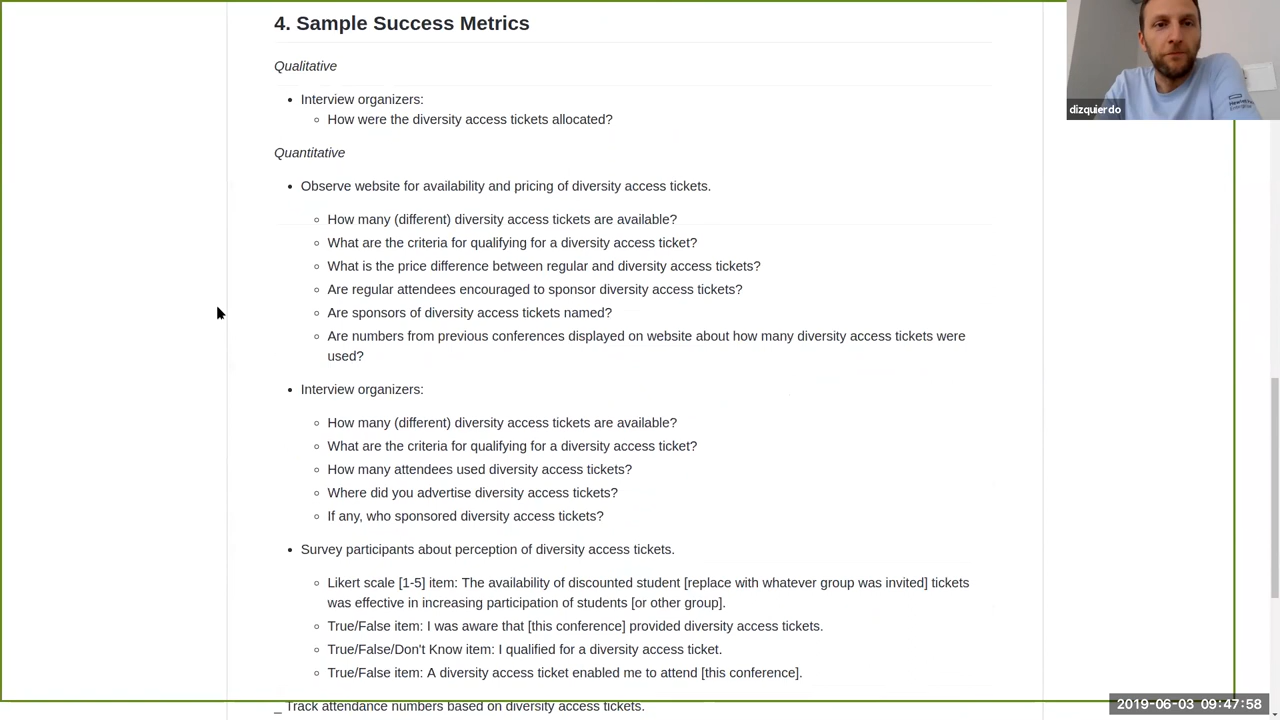 4. Sample Success Metrics
Qualitative
Interview organizers:
How were the diversity access tickets allocated?
Quantitative
Observe website for availability and pricing of diversity access tickets.
How many (different) diversity access tickets are available?
What are the criteria for qualifying for a diversity access ticket?
What is the price difference between regular and diversity access tickets?
Are regular attendees encouraged to sponsor diversity access tickets?
Are sponsors of diversity access tickets named?
Are numbers from previous conferences displayed on website about how many diversity access tickets were
used?
Interview organizers:
How many (different) diversity access tickets are available?
What are the criteria for qualifying for a diversity access ticket?
How many attendees used diversity access tickets?
Where did you advertise diversity access tickets?
If any, who sponsored diversity access tickets?
Survey participants about perception of diversity access tickets.
Likert scale [1-5] item: The availability of discounted student [replace with whatever group was invited] tickets
was effective in increasing participation of students [or other group].
True/False item: I was aware that [this conference] provided diversity access tickets.
True/False/Don't Know item: I qualified for a diversity access ticket.
True/False item: A diversity access ticket enabled me to attend [this conference].
_ Track attendance numbers based on diversity access tickets.
dizquierdo
2019-06-03 09:47:58